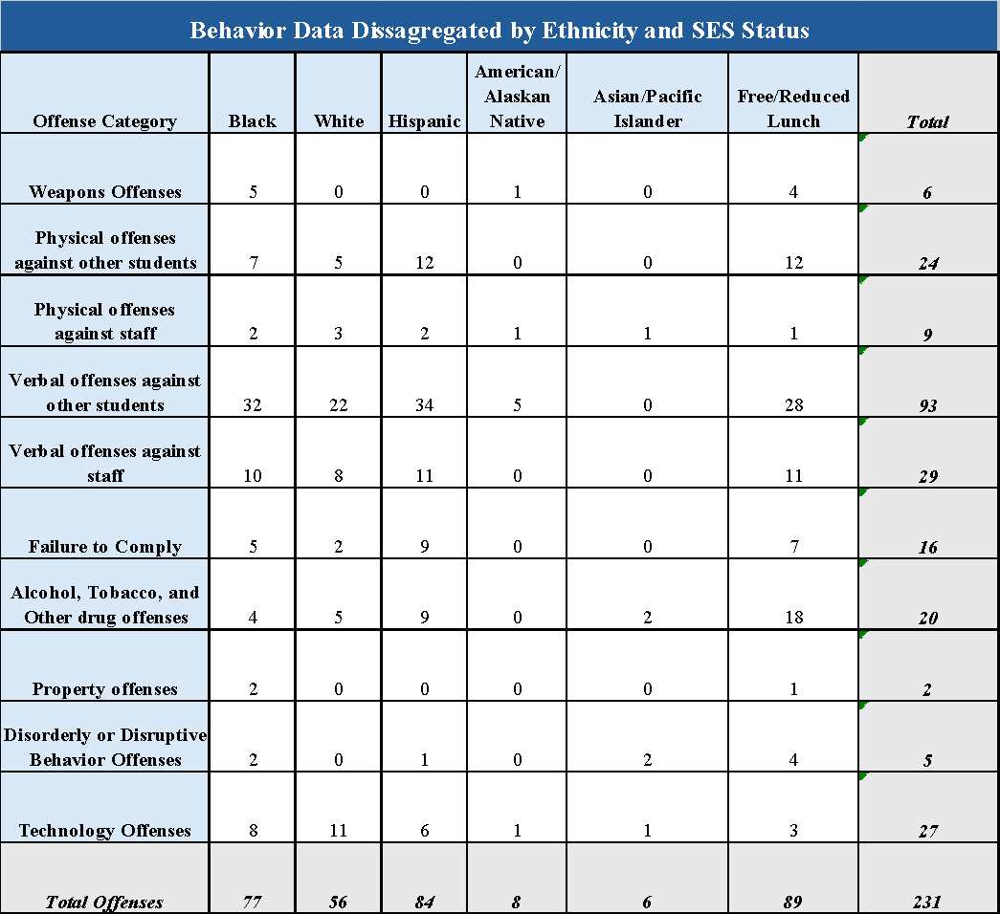 Behavior Data Dissagregated by Ethnicity and SES Status
Offense Category Black White Hispanic American/ Alaskan Native Asian/Pacific Islander Free/Reduced Lunch Total
Weapons Offenses 5 0 0 1 0 4 6
Physical offenses
against other students 7 5 12 0 0 12 24
Physical offenses
against staff 2 3 2 1 1 1 9
Verbal offenses against
other students 32 22 34 5 0 28 93
Verbal offenses against
staff 10 8 11 0 0 11 29
Failure to Comply 5 2 9 0 0 7 16
Alcohol, Tobacco, and
Other drug offenses 4 5 9 0 2 18 20
Property offenses 2 0 0 0 0 1 2
Disorderly or Disruptive
Behavior Offenses 2 0 1 0 2 4 5
Technology Offenses 8 11 6 1 1 3 27
Total Offenses 77 56 84 8 6 89 231